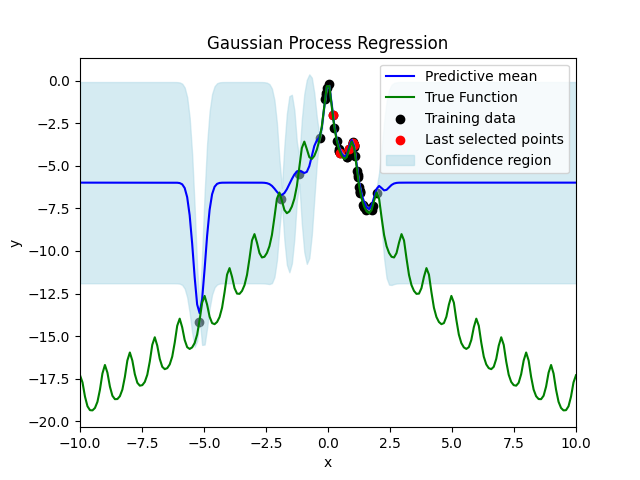 Gaussian Process Regression
Predictive mean
True Function
Training data
Last selected points
Confidence region
y
0.0
−2.5
−5.0
−7.5
−10.0
−12.5
−15.0
−17.5
−20.0
−10.0 −7.5 −5.0 −2.5 0.0 2.5 5.0 7.5 10.0
x